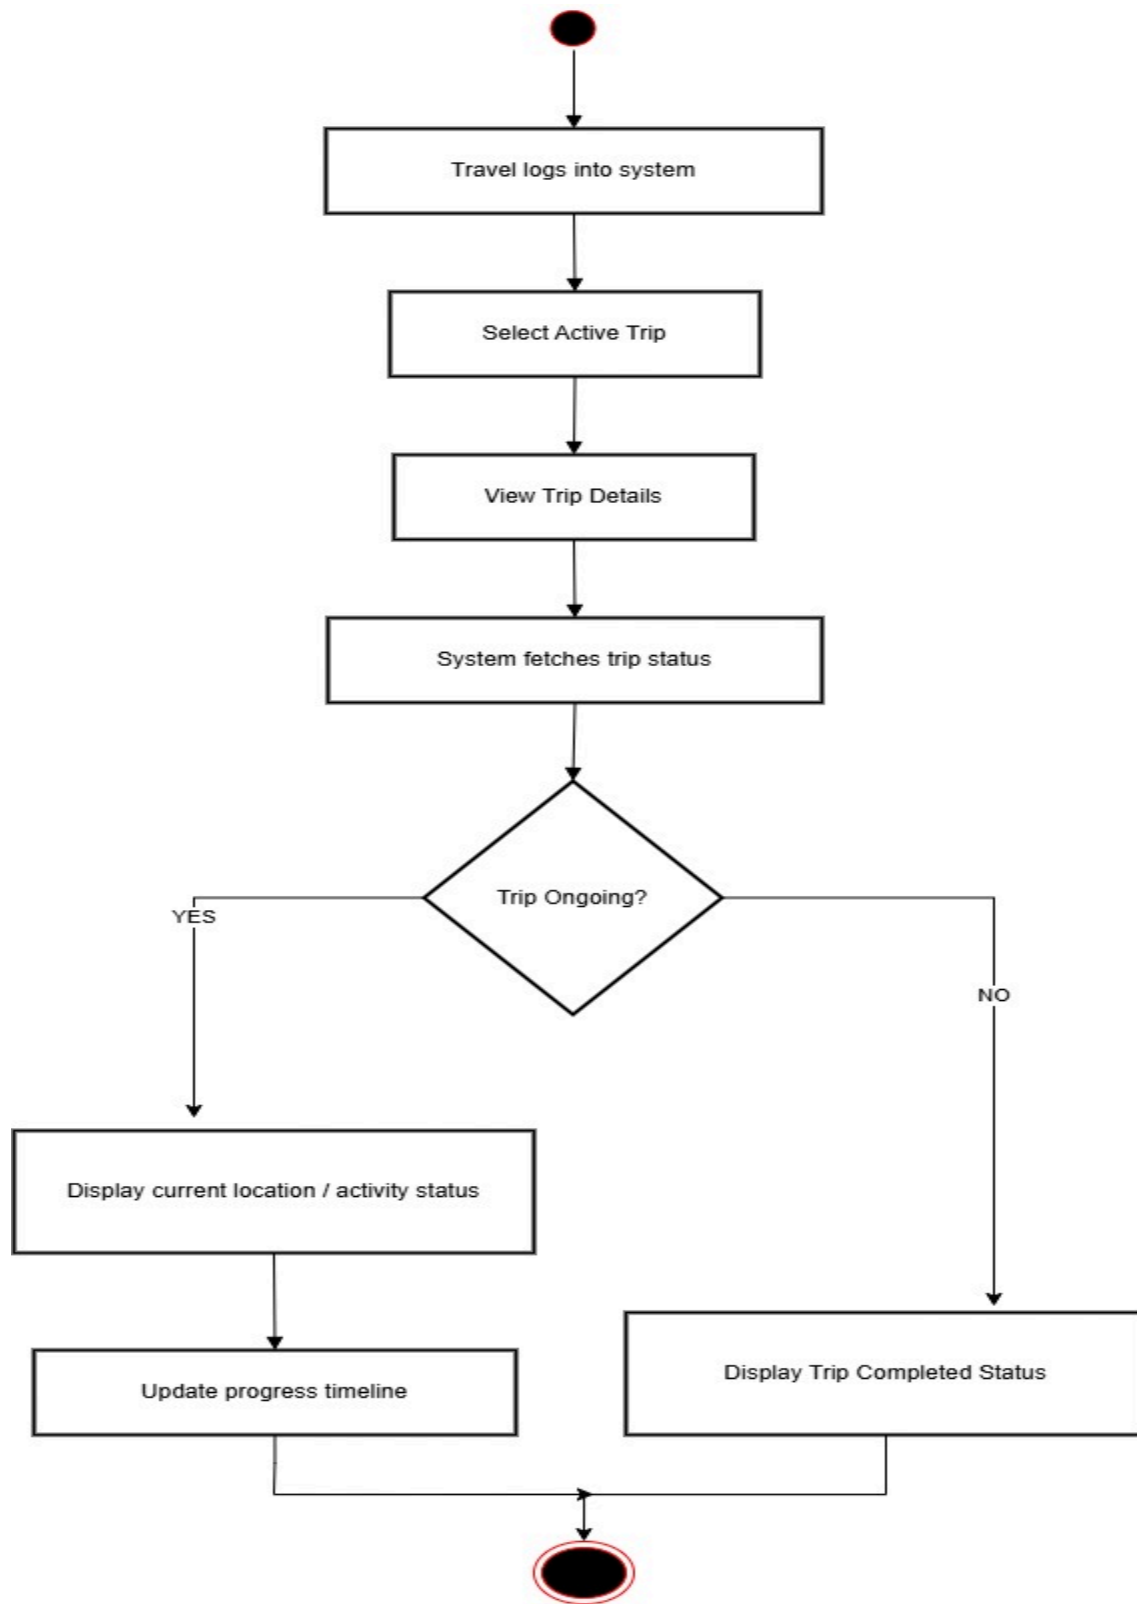 Travel logs into system
Select Active Trip
View Trip Details
System fetches trip status
Trip Ongoing?
YES
NO
Display current location / activity status
Display Trip Completed Status
Update progress timeline